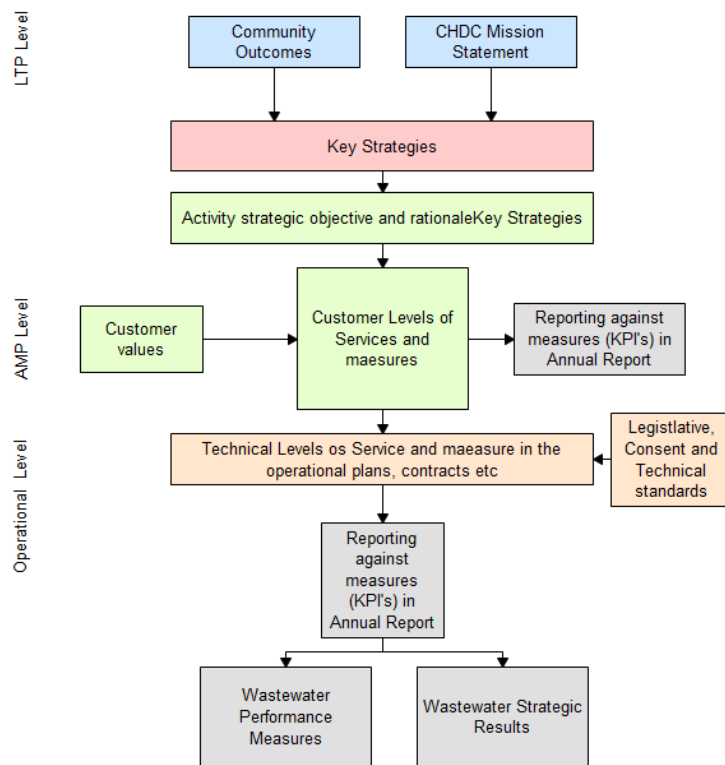 LTP Level
Community
Outcomes
CHDC Mission
Statement
Key Strategies
Activity strategic objective and rationaleKey Strategies
AMP Level
Customer
values
Customer Levels of
Services and
maesures
Reporting against
measures (KPI's) in
Annual Report
Operational Level
Technical Levels os Service and maeasure in the
operational plans, contracts etc
Legistlative,
Consent and
Technical
standards
Reporting
against
measures
(KPI's) in
Annual Report
Wastewater
Performance
Measures
Wastewater Strategic
Results